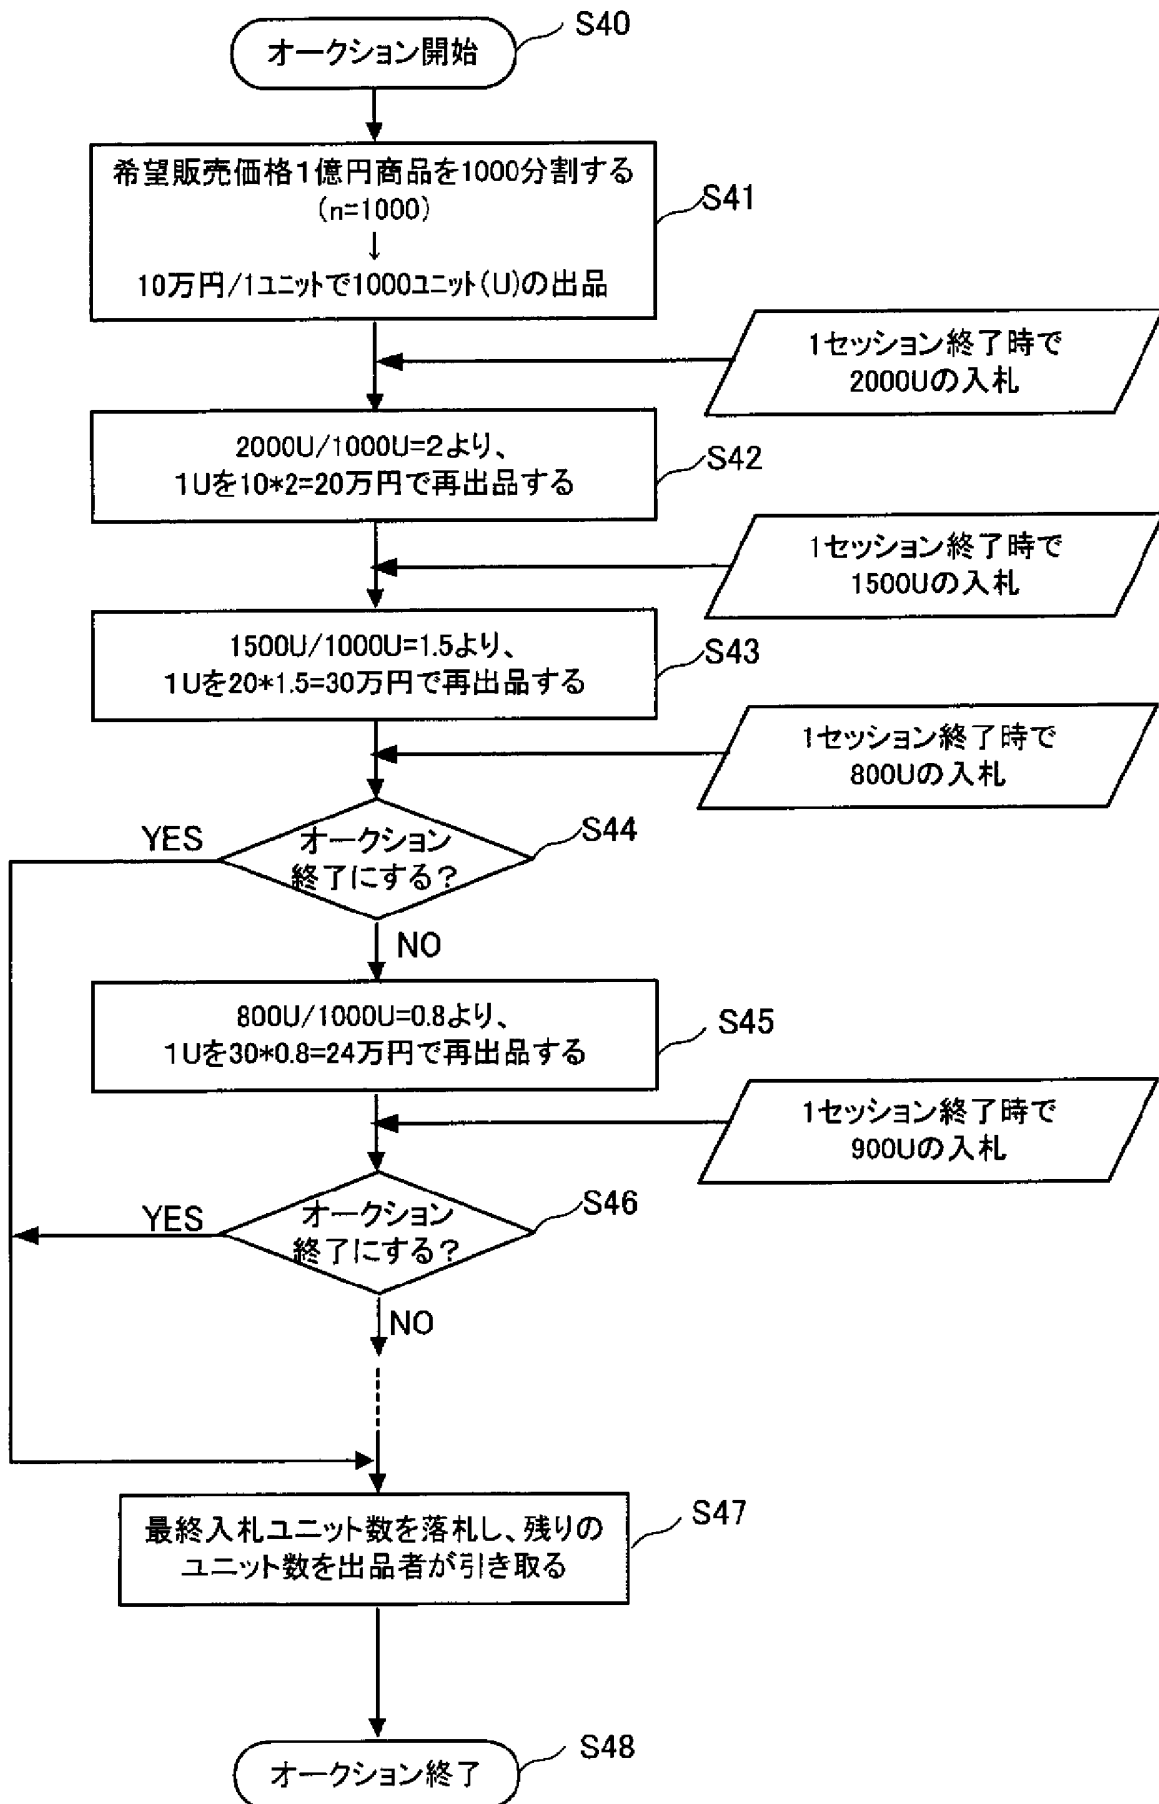 オークション開始
S40
希望販売価格1億円商品を1000分割する
(n=1000)
↓
10万円/1ユニットで1000ユニット(U)の出品
S41
1セッション終了時で
2000Uの入札
2000U/1000U=2より、
1Uを10*2=20万円で再出品する
S42
1セッション終了時で
1500Uの入札
1500U/1000U=1.5より、
1Uを20*1.5=30万円で再出品する
S43
1セッション終了時で
800Uの入札
オークション
終了にする?
S44
YES
NO
800U/1000U=0.8より、
1Uを30*0.8=24万円で再出品する
S45
1セッション終了時で
900Uの入札
オークション
終了にする?
S46
YES
NO
最終入札ユニット数を落札し、残りの
ユニット数を出品者が引き取る
S47
オークション終了
S48